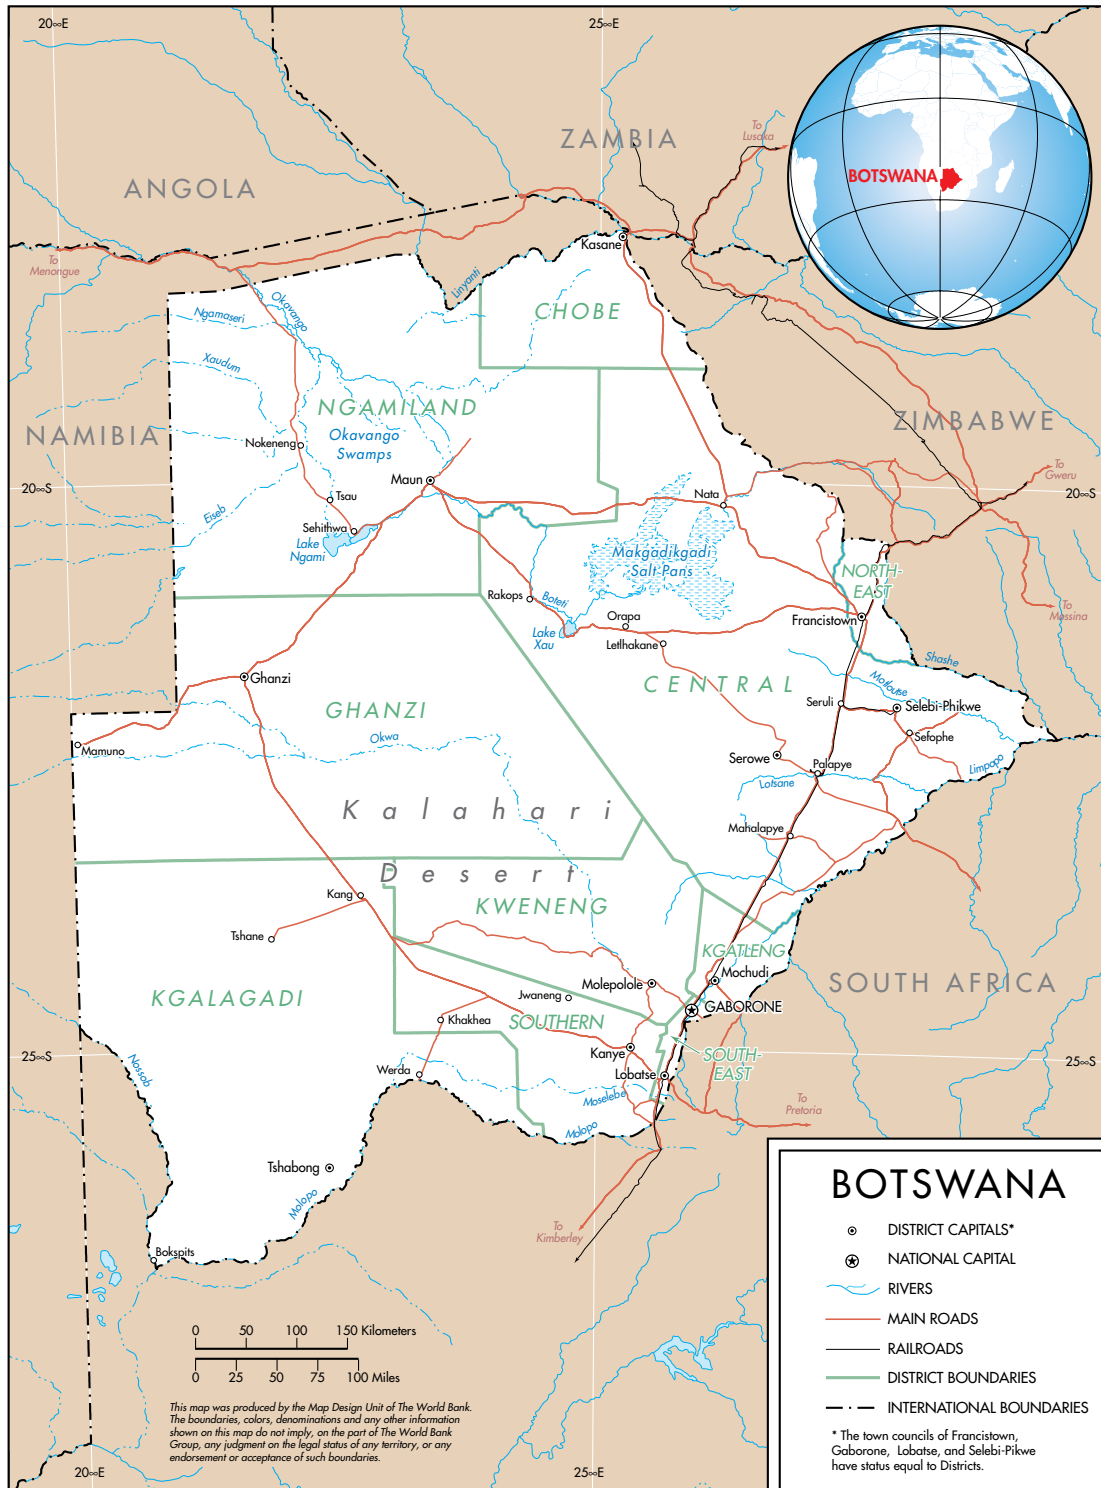 20∞E
25∞E
ZAMBIA
To
Lusaka
ANGOLA
BOTSWANA
To
Menongue
Kasane
Linyanti
Okavango
Ngamaseri
CHOBE
Xaudum
NGAMILAND
ZIMBABWE
NAMIBIA
Okavango
Swamps
Nokeneng
To
Gweru
Maun
20∞S
20∞S
Tsau
Nata
Eiseb
Sehithwa
Lake
Ngami
Makgadikgadi
Salt-Pans
NORTH-
EAST
Rakops
Boteti
To
Messina
Orapa
Francistown
Lake
Xau
Letlhakane
Shashe
Ghanzi
CENTRAL
Motloutse
GHANZI
Seruli
Selebi-Phikwe
Okwa
Sefophe
Mamuno
Serowe
Palapye
Limpopo
Lotsane
Kalahari
Mahalapye
Desert
Kang
KWENENG
Tshane
KGATLENG
Mochudi
SOUTH AFRICA
Molepolole
KGALAGADI
Jwaneng
GABORONE
Khakhea
SOUTHERN
Kanye
SOUTH-
EAST
25∞S
25∞S
Nossob
Werda
Lobatse
Moselebe
To
Pretoria
Molopo
Tshabong
Molopo
To
Kimberley
Bokspits
BOTSWANA
DISTRICT CAPITALS*
NATIONAL CAPITAL
RIVERS
MAIN ROADS
RAILROADS
DISTRICT BOUNDARIES
INTERNATIONAL BOUNDARIES
* The town councils of Francistown,
Gaborone, Lobatse, and Selebi-Pikwe
have status equal to Districts.
0 50 100 150 Kilometers
0 25 50 75 100 Miles
This map was produced by the Map Design Unit of The World Bank.
The boundaries, colors, denominations and any other information
shown on this map do not imply, on the part of The World Bank
Group, any judgment on the legal status of any territory, or any
endorsement or acceptance of such boundaries.
20∞E
25∞E